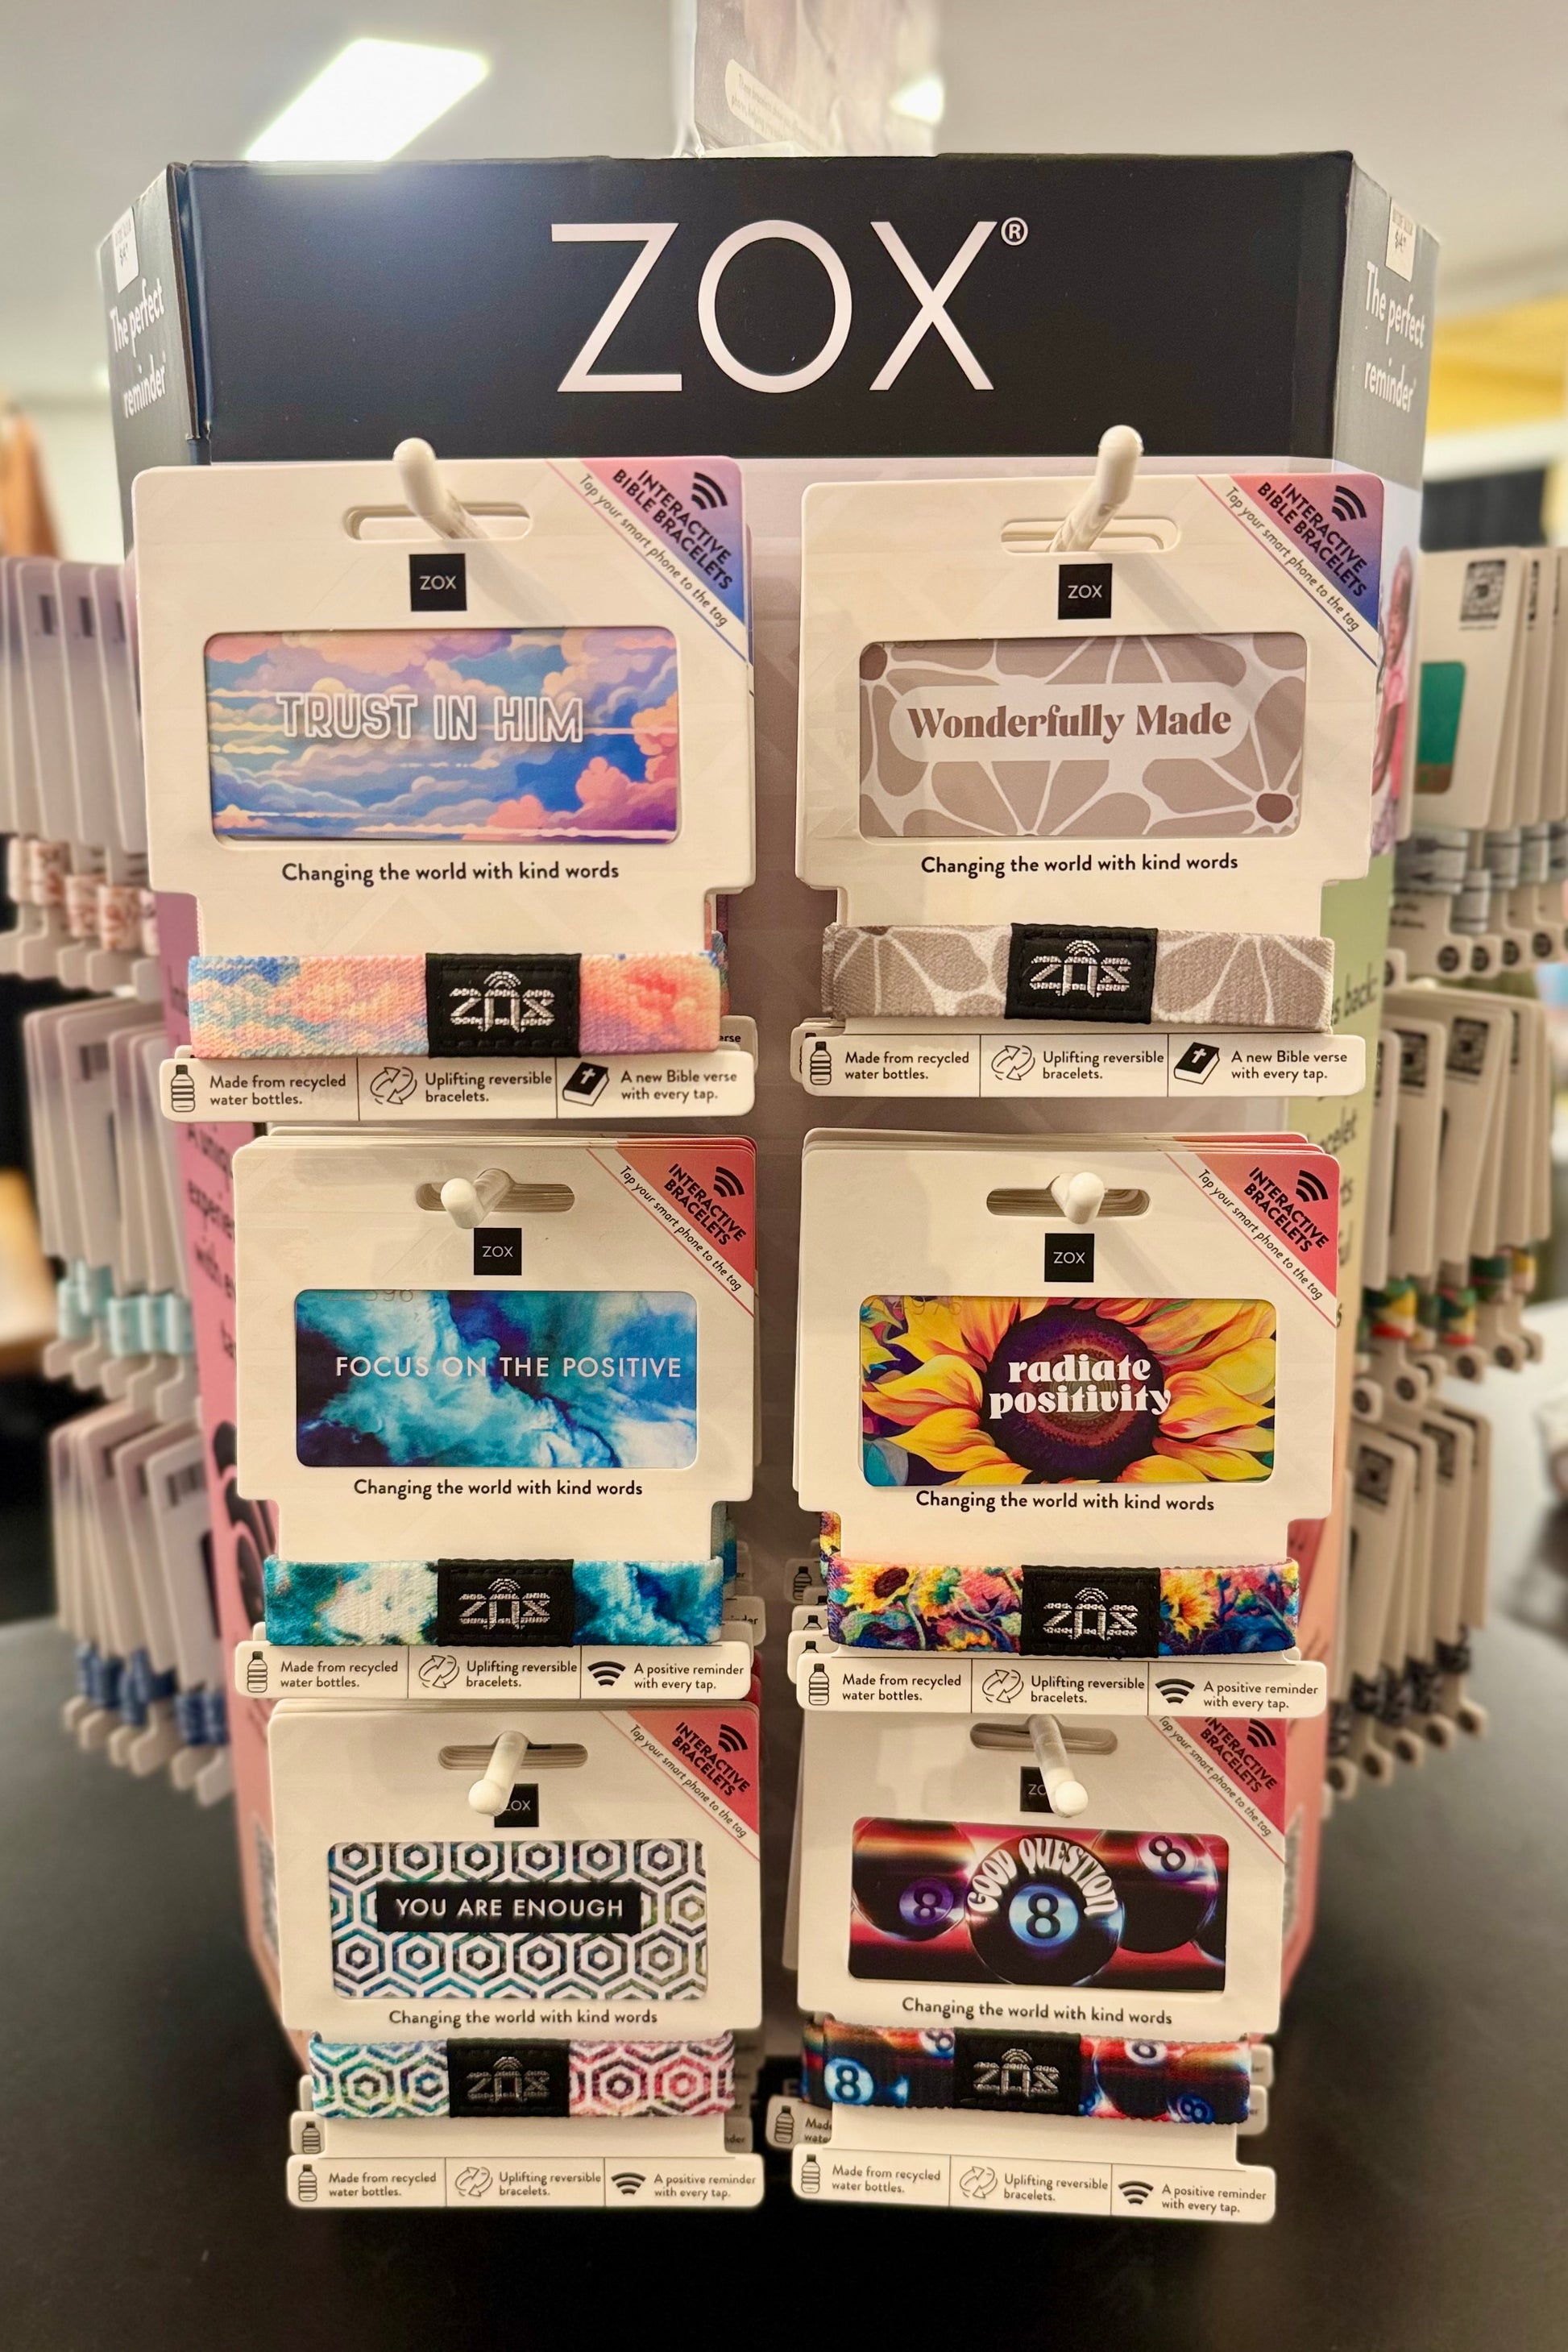 ZOX®
The perfect
reminder
The perfect
reminder
INTERACTIVE
BIBLE BRACELETS
Tap your smart phone to the tag
ZOX
TRUST IN HIM
Changing the world with kind words
Made from recycled
water bottles.
Uplifting reversible
bracelets.
A new Bible verse
with every tap.
INTERACTIVE
BIBLE BRACELETS
Tap your smart phone to the tag
ZOX
Wonderfully Made
Changing the world with kind words
Made from recycled
water bottles.
Uplifting reversible
bracelets.
A new Bible verse
with every tap.
INTERACTIVE
BRACELETS
Tap your smart phone to the tag
ZOX
FOCUS ON THE POSITIVE
Changing the world with kind words
ZOX
Made from recycled
water bottles.
Uplifting reversible
bracelets.
A positive reminder
with every tap.
INTERACTIVE
BRACELETS
Tap your smart phone to the tag
ZOX
radiate
positivity
Changing the world with kind words
ZOX
Made from recycled
water bottles.
Uplifting reversible
bracelets.
A positive reminder
with every tap.
INTERACTIVE
BRACELETS
Tap your smart phone to the tag
ZOX
YOU ARE ENOUGH
Changing the world with kind words
ZOX
Made from recycled
water bottles.
Uplifting reversible
bracelets.
A positive reminder
with every tap.
INTERACTIVE
BRACELETS
Tap your smart phone to the tag
GOOD QUESTION
8
8
8
Changing the world with kind words
8
ZOX
Made from recycled
water bottles.
Uplifting reversible
bracelets.
A positive reminder
with every tap.